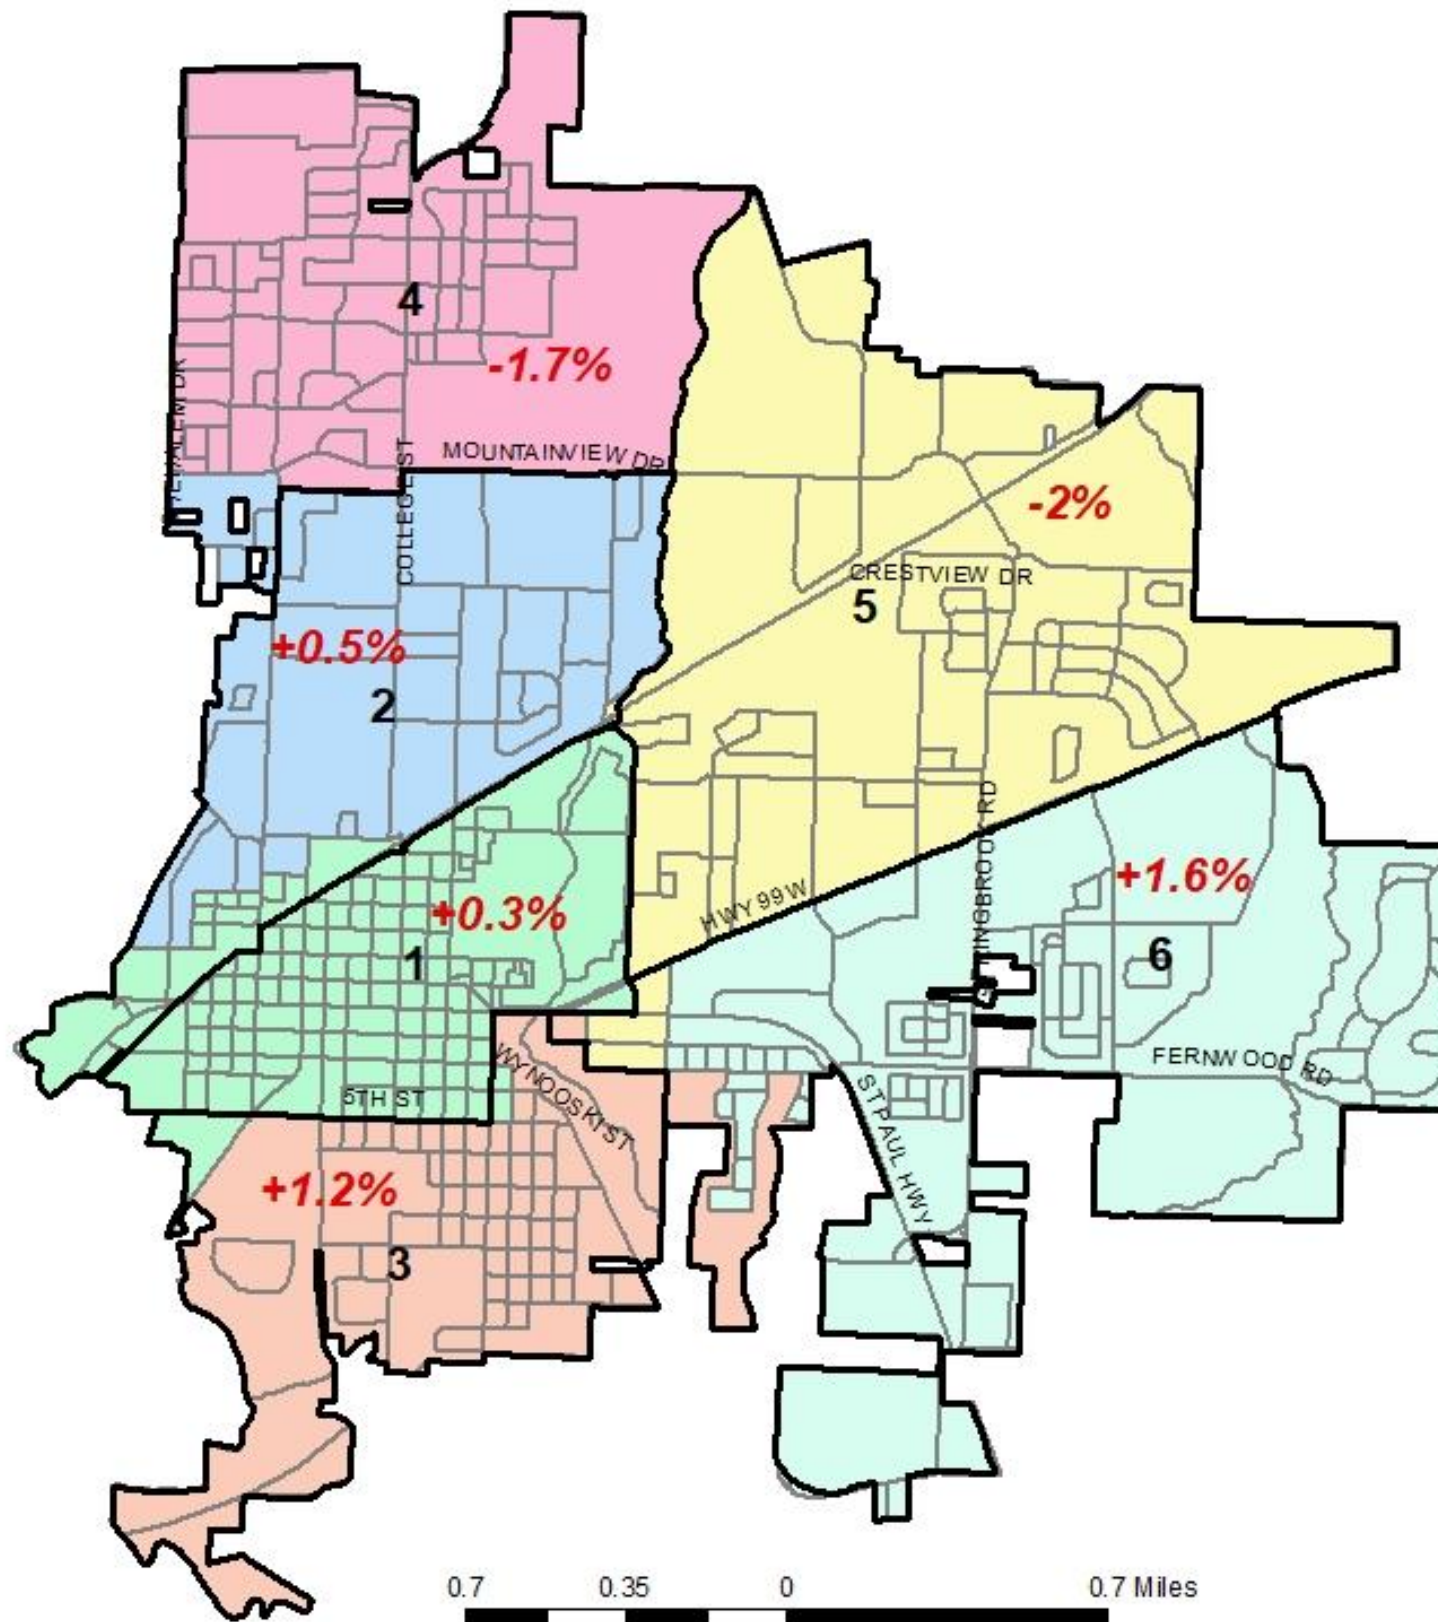 4
-1.7%
MOUNTAINVIEW DR
COLLEGE ST
-2%
CRESTVIEW DR
5
+0.5%
2
HWY 99W
+1.6%
+0.3%
1
6
RD
FERNWOOD RD
WYNOOSKI ST
5TH ST
ST PAUL HWY
+1.2%
3
DR
0.7 0.35 0 0.7 Miles